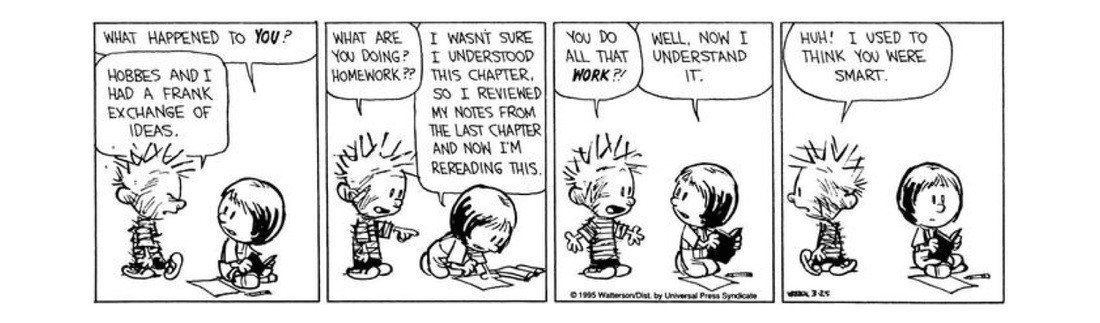 WHAT HAPPENED TO YOU?
HOBBES AND I
HAD A FRANK
EXCHANGE OF
IDEAS.
WHAT ARE
YOU DOING?
HOMEWORK??
I WASN'T SURE
I UNDERSTOOD
THIS CHAPTER,
SO I REVIEWED
MY NOTES FROM
THE LAST CHAPTER
AND NOW I'M
REREADING THIS.
YOU DO
ALL THAT
WORK?!
WELL, NOW I
UNDERSTAND
IT.
© 1995 Watterson/Dist. by Universal Press Syndicate
HUH! I USED TO
THINK YOU WERE
SMART.
3-25